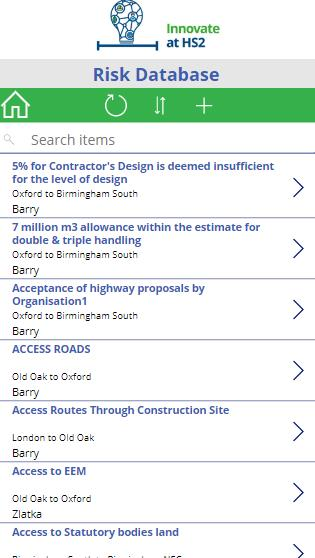 Innovate
at HS2
Risk Database
Search items
5% for Contractor's Design is deemed insufficient
for the level of design
Oxford to Birmingham South
Barry
7 million m3 allowance within the estimate for
double & triple handling
Oxford to Birmingham South
Barry
Acceptance of highway proposals by
Organisation1
Oxford to Birmingham South
Barry
ACCESS ROADS
Old Oak to Oxford
Barry
Access Routes Through Construction Site
London to Old Oak
Barry
Access to EEM
Old Oak to Oxford
Zlatka
Access to Statutory bodies land